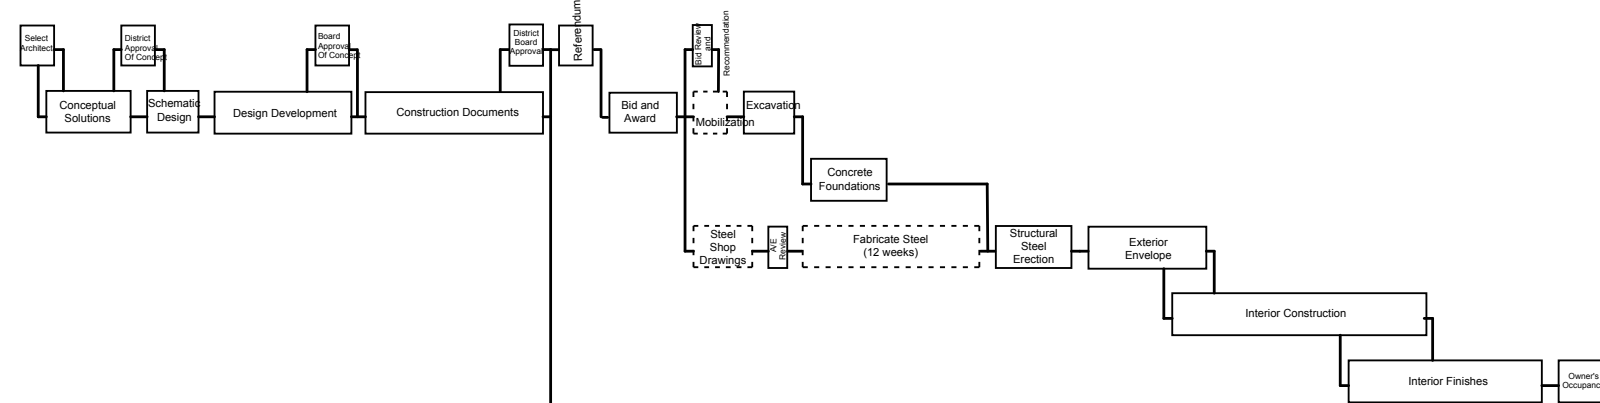 Select
Architect
District
Approval
Of Concept
Board
Approval
Of Concept
District
Board
Approval
Referendum
Bid Review
and
Recommendation
Conceptual
Solutions
Schematic
Design
Design Development
Construction Documents
Bid and
Award
Mobilization
Excavation
Concrete
Foundations
Steel
Shop
Drawings
A/E
Review
Fabricate Steel
(12 weeks)
Structural
Steel
Erection
Exterior
Envelope
Interior Construction
Interior Finishes
Owner's
Occupanc